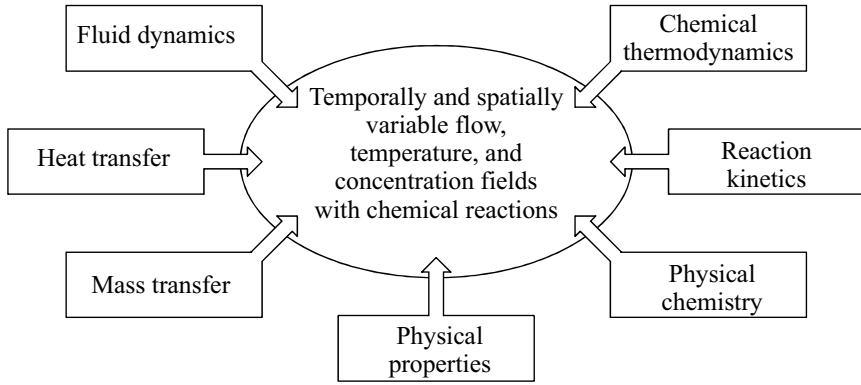 Fluid dynamics
Chemical
thermodynamics
Temporally and spatially
variable flow,
temperature, and
concentration fields
with chemical reactions
Heat transfer
Reaction
kinetics
Mass transfer
Physical
chemistry
Physical
properties